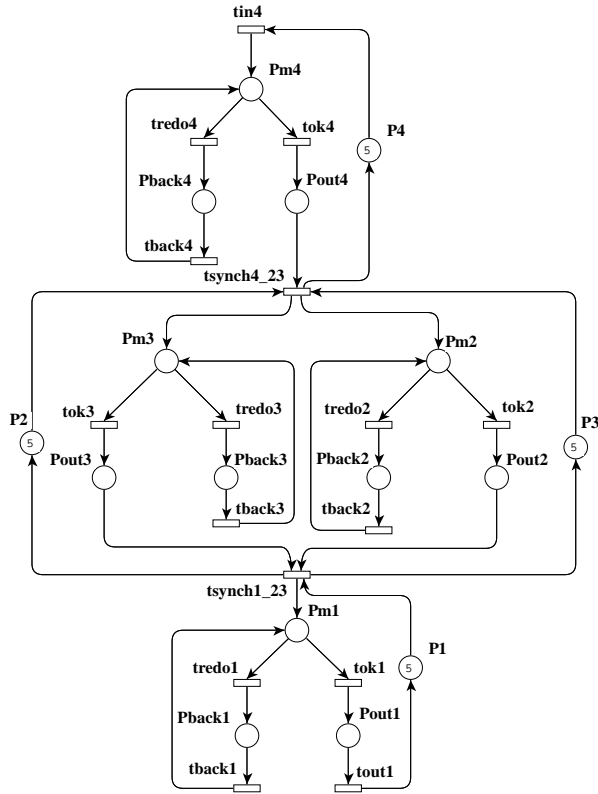 tin4
Pm4
tredo4
tok4
P4
5
Pback4
Pout4
tback4
tsynch4_23
Pm3
Pm2
P2
tok3
tredo3
tredo2
tok2
P3
5
5
Pout3
Pback3
Pback2
Pout2
tback3
tback2
tsynch1_23
Pm1
tredo1
tok1
P1
5
Pback1
Pout1
tback1
tout1